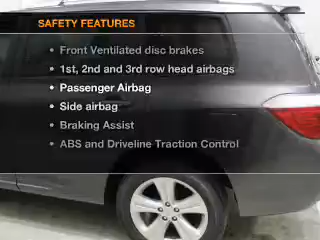 SAFETY FEATURES
• Front Ventilated disc brakes
• 1st, 2nd and 3rd row head airbags
• Passenger Airbag
• Side airbag
• Braking Assist
• ABS and Driveline Traction Control